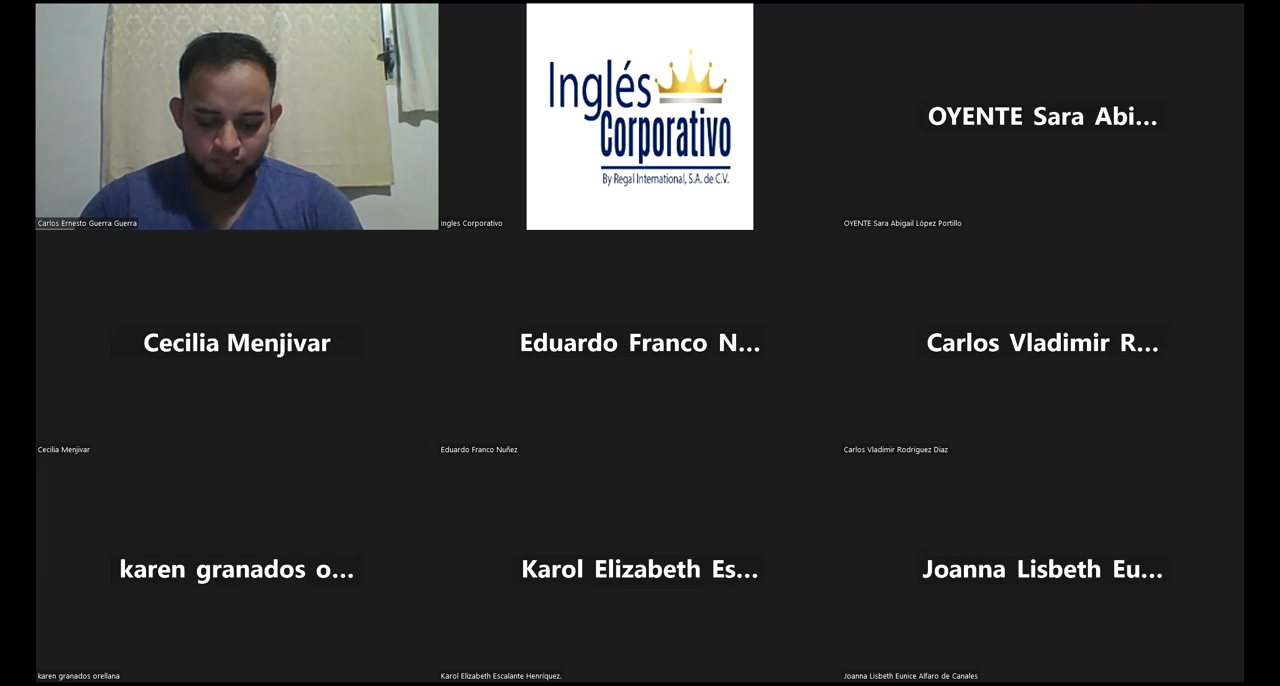 Carlos Ernesto Guerra Guerra
Inglés
Corporativo
By Regal International, S.A. de C.V.
Ingles Corporativo
OYENTE Sara Abi...
OYENTE Sara Abigail López Portillo
Cecilia Menjivar
Cecilia Menjivar
Eduardo Franco N...
Eduardo Franco Nuñez
Carlos Vladimir R...
Carlos Vladimir Rodriguez Diaz
karen granados o...
karen granados orellana
Karol Elizabeth Es...
Karol Elizabeth Escalante Henríquez.
Joanna Lisbeth Eu...
Joanna Lisbeth Eunice Alfaro de Canales